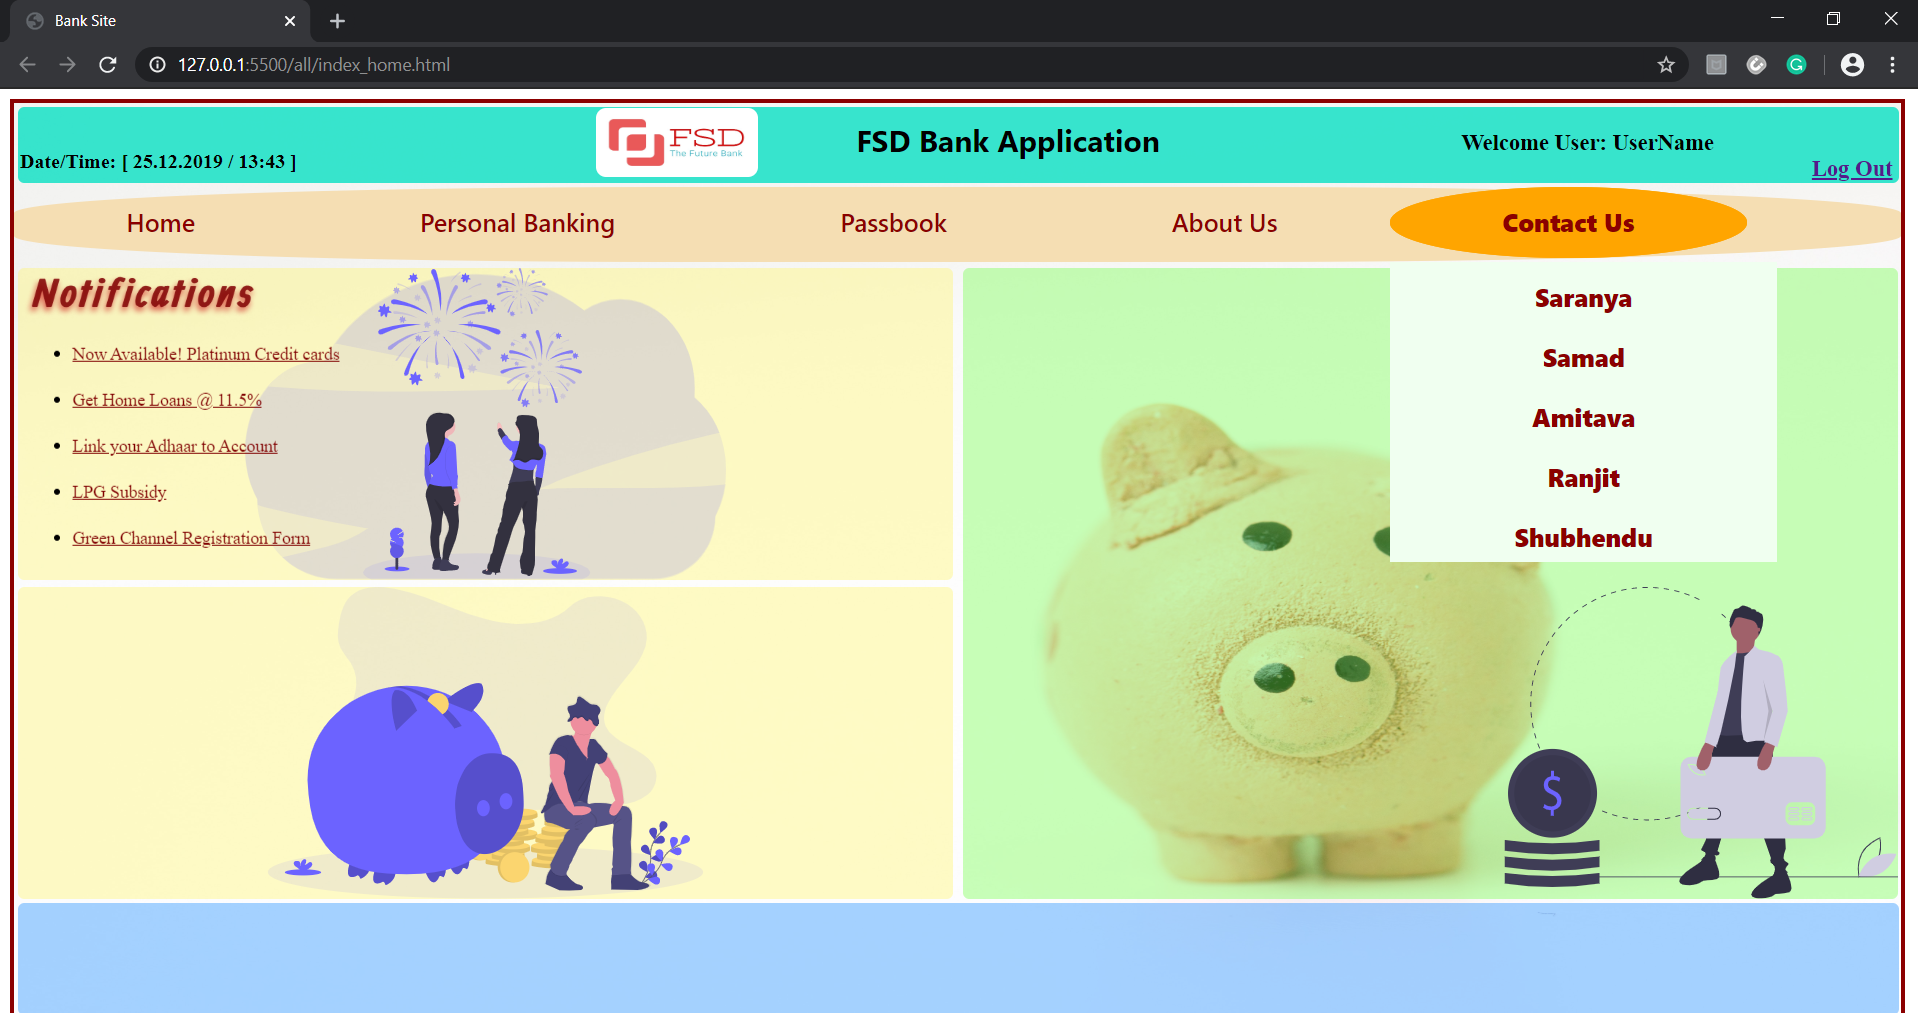 Bank Site
127.0.0.1:5500/all/index_home.html
FSD
The Future Bank
FSD Bank Application
Welcome User: UserName
Date/Time: [ 25.12.2019 / 13:43 ]
Log Out
Home
Personal Banking
Passbook
About Us
Contact Us
Notifications
Now Available! Platinum Credit cards
Get Home Loans @ 11.5%
Link your Adhaar to Account
LPG Subsidy
Green Channel Registration Form
Saranya
Samad
Amitava
Ranjit
Shubhendu
$